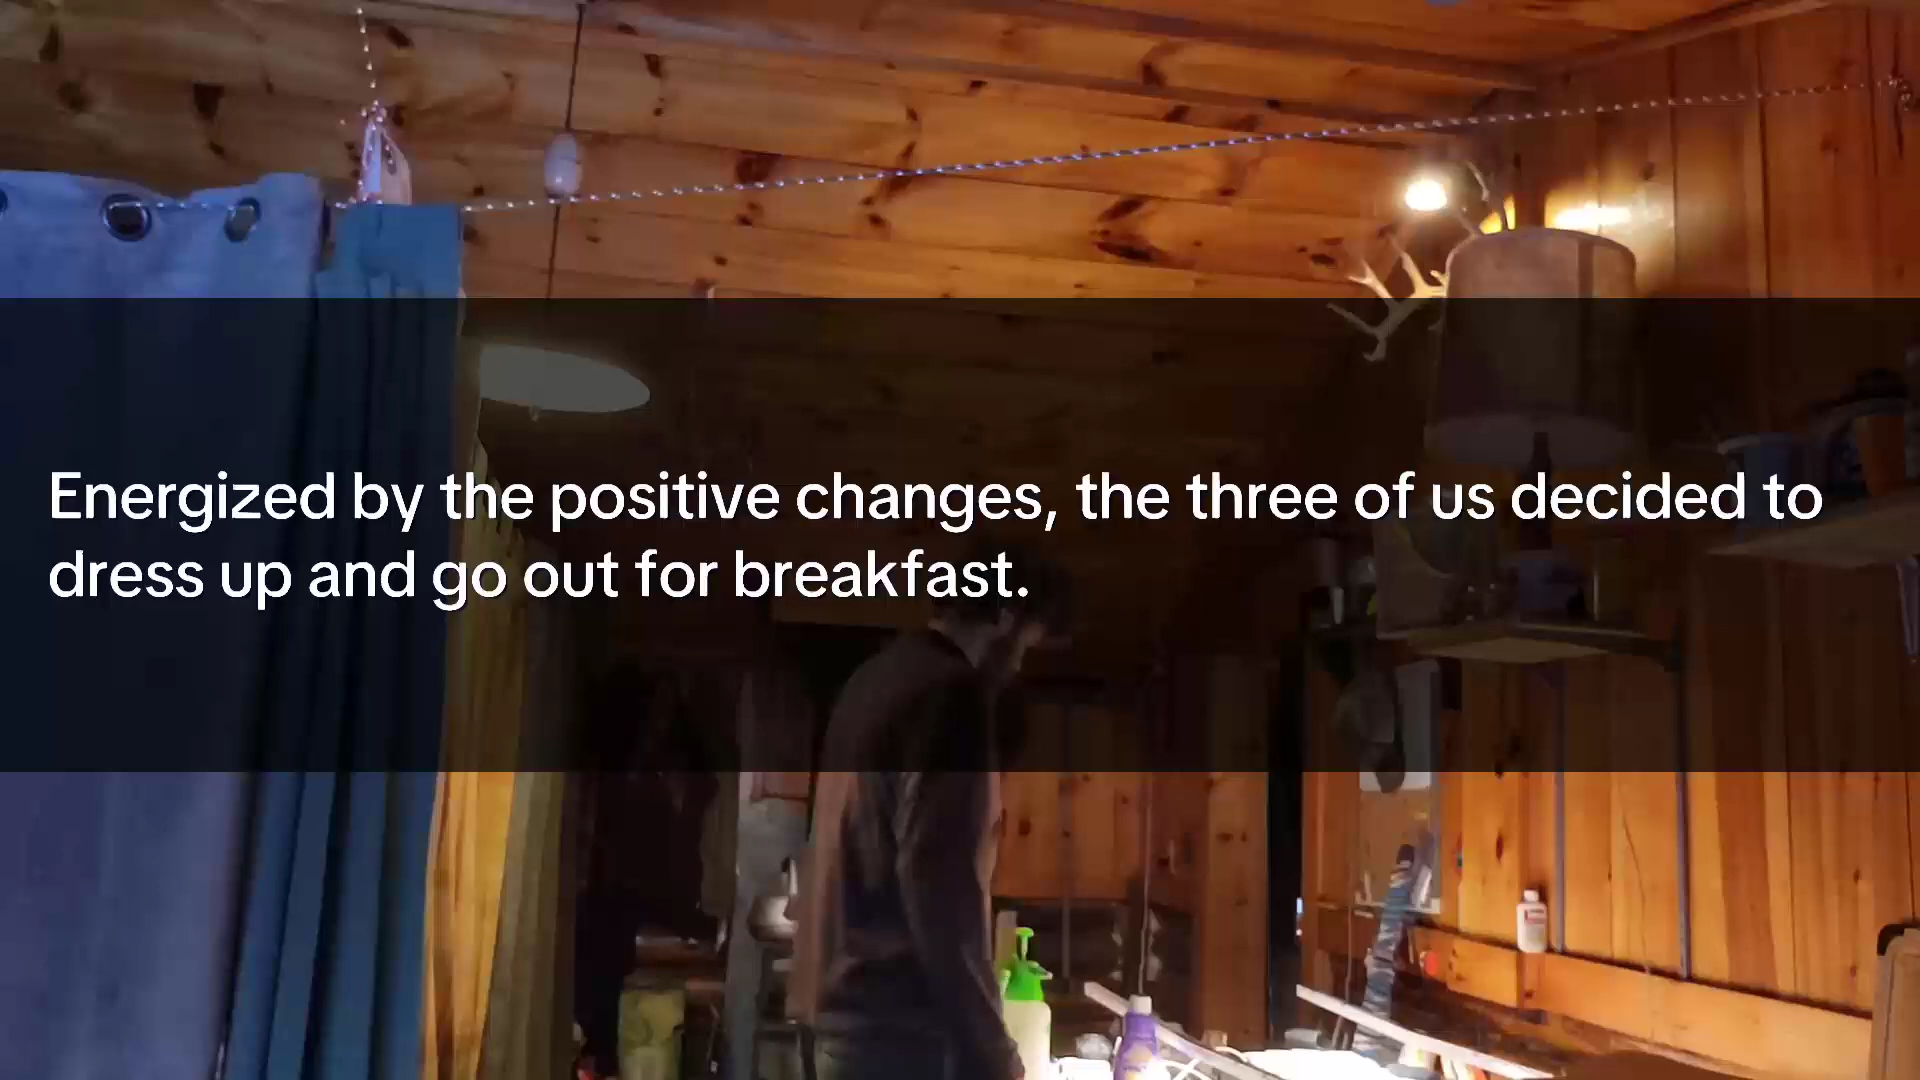 Energized by the positive changes, the three of us decided to
dress up and go out for breakfast.